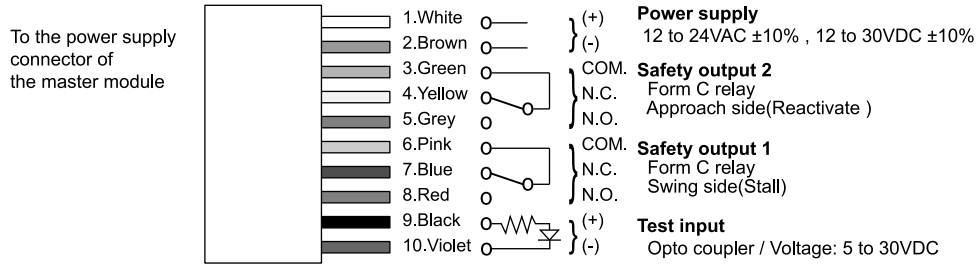 To the power supply
connector of
the master module
1.White (+) Power supply
12 to 24VAC ±10% , 12 to 30VDC ±10%
2.Brown (-)
3.Green COM. Safety output 2
Form C relay
4.Yellow N.C.
Approach side(Reactivate )
5.Grey N.O.
6.Pink COM. Safety output 1
Form C relay
7.Blue N.C.
Swing side(Stall)
8.Red N.O.
9.Black (+) Test input
10.Violet (-) Opto coupler / Voltage: 5 to 30VDC